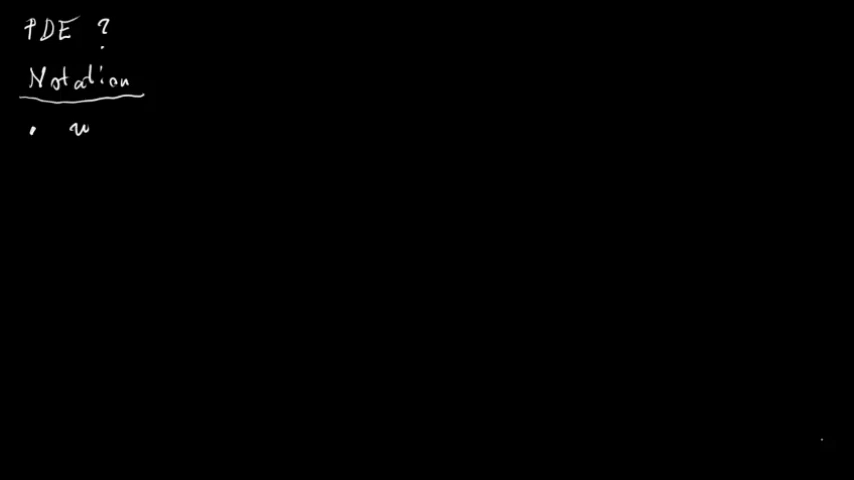 PDE ?
Notation
• u